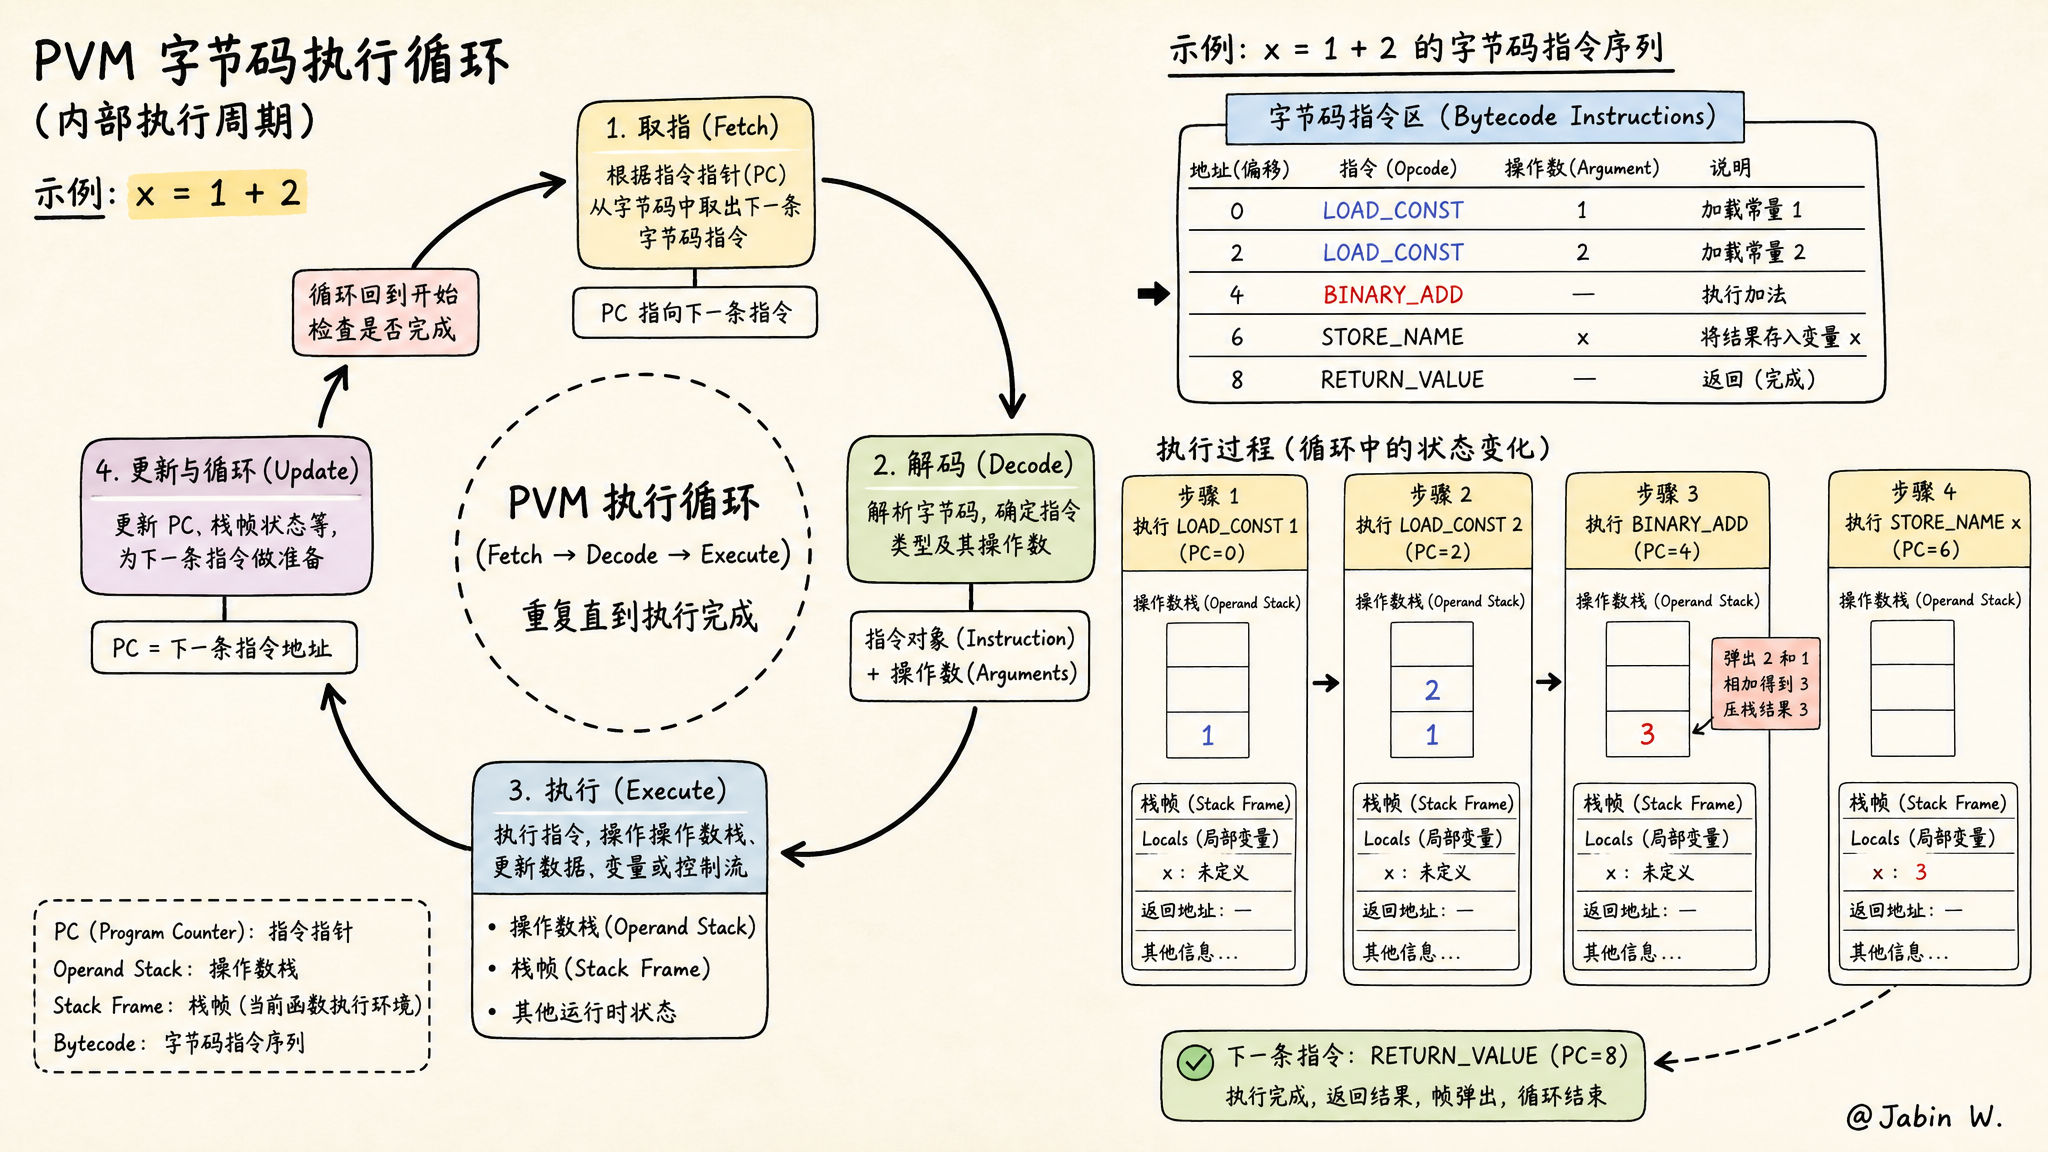 PVM 字节码执行循环
(内部执行周期)
示例: x = 1 + 2
1. 取指 (Fetch)
根据指令指针(PC)
从字节码中取出下一条
字节码指令
PC 指向下一条指令
2. 解码 (Decode)
解析字节码, 确定指令
类型及其操作数
指令对象 (Instruction)
+ 操作数 (Arguments)
3. 执行 (Execute)
执行指令, 操作操作数栈、
更新数据、变量或控制流
• 操作数栈 (Operand Stack)
• 栈帧 (Stack Frame)
• 其他运行时状态
4. 更新与循环 (Update)
更新 PC、栈帧状态等,
为下一条指令做准备
PC = 下一条指令地址
循环回到开始
检查是否完成
PVM 执行循环
(Fetch → Decode → Execute)
重复直到执行完成
PC (Program Counter): 指令指针
Operand Stack: 操作数栈
Stack Frame: 栈帧 (当前函数执行环境)
Bytecode: 字节码指令序列
示例: x = 1 + 2 的字节码指令序列
字节码指令区 (Bytecode Instructions)
地址(偏移) 指令 (Opcode) 操作数 (Argument) 说明
0 LOAD_CONST 1 加载常量 1
2 LOAD_CONST 2 加载常量 2
4 BINARY_ADD — 执行加法
6 STORE_NAME x 将结果存入变量 x
8 RETURN_VALUE — 返回 (完成)
执行过程 (循环中的状态变化)
步骤 1
执行 LOAD_CONST 1
(PC=0)
操作数栈 (Operand Stack)
1
栈帧 (Stack Frame)
Locals (局部变量)
x : 未定义
返回地址: —
其他信息...
步骤 2
执行 LOAD_CONST 2
(PC=2)
操作数栈 (Operand Stack)
2
1
栈帧 (Stack Frame)
Locals (局部变量)
x : 未定义
返回地址: —
其他信息...
步骤 3
执行 BINARY_ADD
(PC=4)
操作数栈 (Operand Stack)
3
弹出 2 和 1
相加得到 3
压栈结果 3
栈帧 (Stack Frame)
Locals (局部变量)
x : 未定义
返回地址: —
其他信息...
步骤 4
执行 STORE_NAME x
(PC=6)
操作数栈 (Operand Stack)
栈帧 (Stack Frame)
Locals (局部变量)
x : 3
返回地址: —
其他信息...
下一条指令: RETURN_VALUE (PC=8)
执行完成, 返回结果, 帧弹出, 循环结束
@Jabin W.